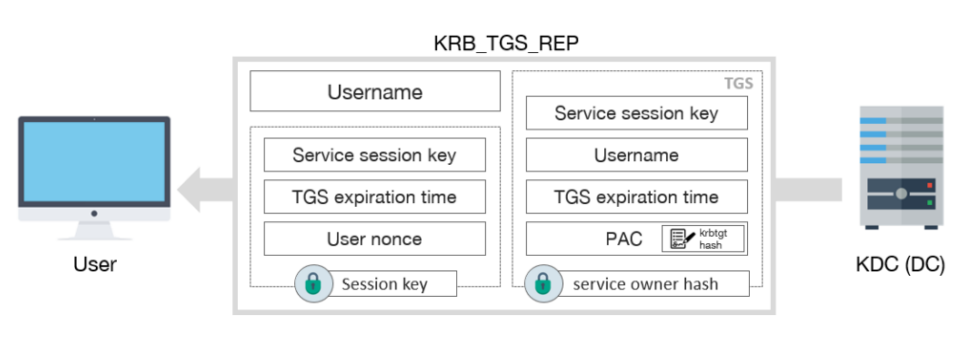 KRB_TGS_REP
Username
Service session key
TGS expiration time
User nonce
Session key
TGS
Service session key
Username
TGS expiration time
PAC
krbtgt
hash
service owner hash
User
KDC (DC)